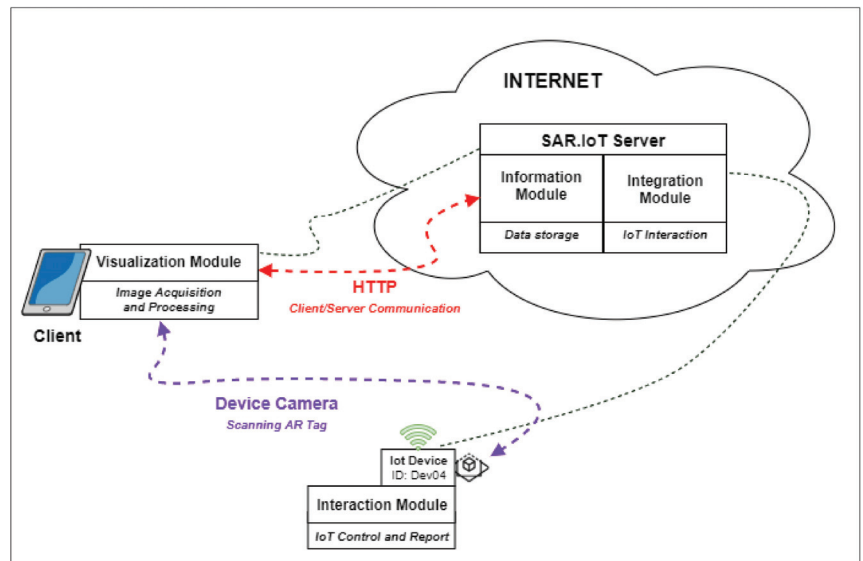 INTERNET
SAR.IoT Server
Information
Module
Integration
Module
Data storage
IoT Interaction
Visualization Module
Image Acquisition
and Processing
Client
HTTP
Client/Server Communication
Device Camera
Scanning AR Tag
Iot Device
ID: Dev04
Interaction Module
IoT Control and Report